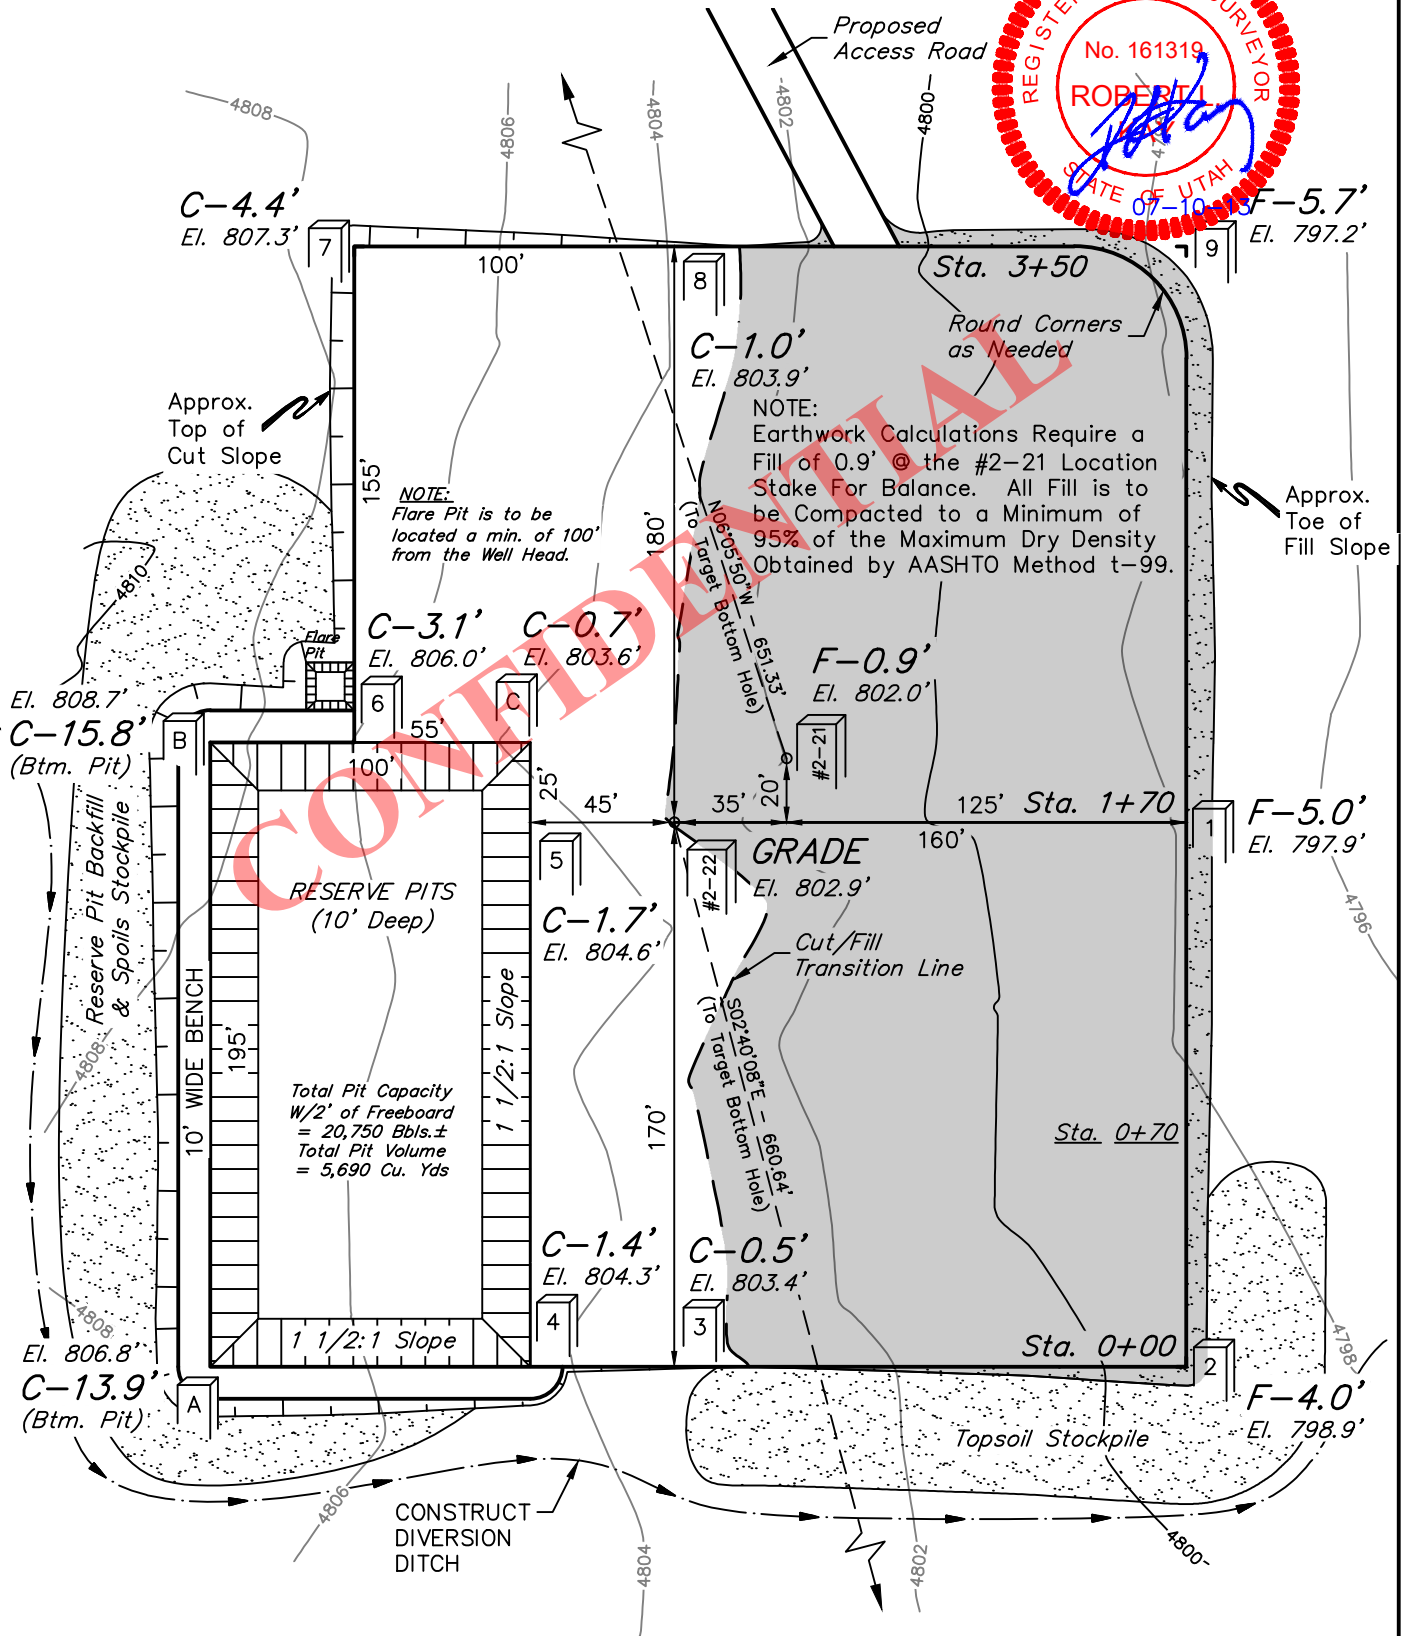 Proposed
Access Road
REGISTE
SURVEYOR
No. 161319
ROBERT L.
STATE OF UTAH
07-10-13
4808
4806
4804
4802
4800
C-4.4'
El. 807.3'
7
100'
8
C-1.0'
El. 803.9'
Sta. 3+50
F-5.7'
El. 797.2'
9
Round Corners
as Needed
Approx.
Top of
Cut Slope
155'
NOTE:
Flare Pit is to be
located a min. of 100'
from the Well Head.
180'
NOTE:
Earthwork Calculations Require a
Fill of 0.9' @ the #2-21 Location
Stake For Balance. All Fill is to
be Compacted to a Minimum of
95% of the Maximum Dry Density
Obtained by AASHTO Method t-99.
Approx.
Toe of
Fill Slope
N06°05'50"W - 651.33'
(To Target Bottom Hole)
CONFIDENTIAL
4810
Flare
Pit
C-3.1'
El. 806.0'
6
C-0.7'
El. 803.6'
C
F-0.9'
El. 802.0'
#2-21
El. 808.7'
C-15.8'
(Btm. Pit)
B
55'
100'
25'
45'
35'
20'
125'
Sta. 1+70
160'
1
F-5.0'
El. 797.9'
5
C-1.7'
El. 804.6'
#2-22
GRADE
El. 802.9'
4796
RESERVE PITS
(10' Deep)
Reserve Pit Backfill
& Spoils Stockpile
Cut/Fill
Transition Line
10' WIDE BENCH
195'
1 1/2:1 Slope
4808
S02°40'08"E - 660.64'
(To Target Bottom Hole)
Total Pit Capacity
W/2' of Freeboard
= 20,750 Bbls.±
Total Pit Volume
= 5,690 Cu. Yds
170'
Sta. 0+70
C-1.4'
El. 804.3'
4
C-0.5'
El. 803.4'
3
4808
1 1/2:1 Slope
Sta. 0+00
4798
2
El. 806.8'
C-13.9'
(Btm. Pit)
A
F-4.0'
El. 798.9'
Topsoil Stockpile
4806
CONSTRUCT
DIVERSION
DITCH
4804
4802
4800